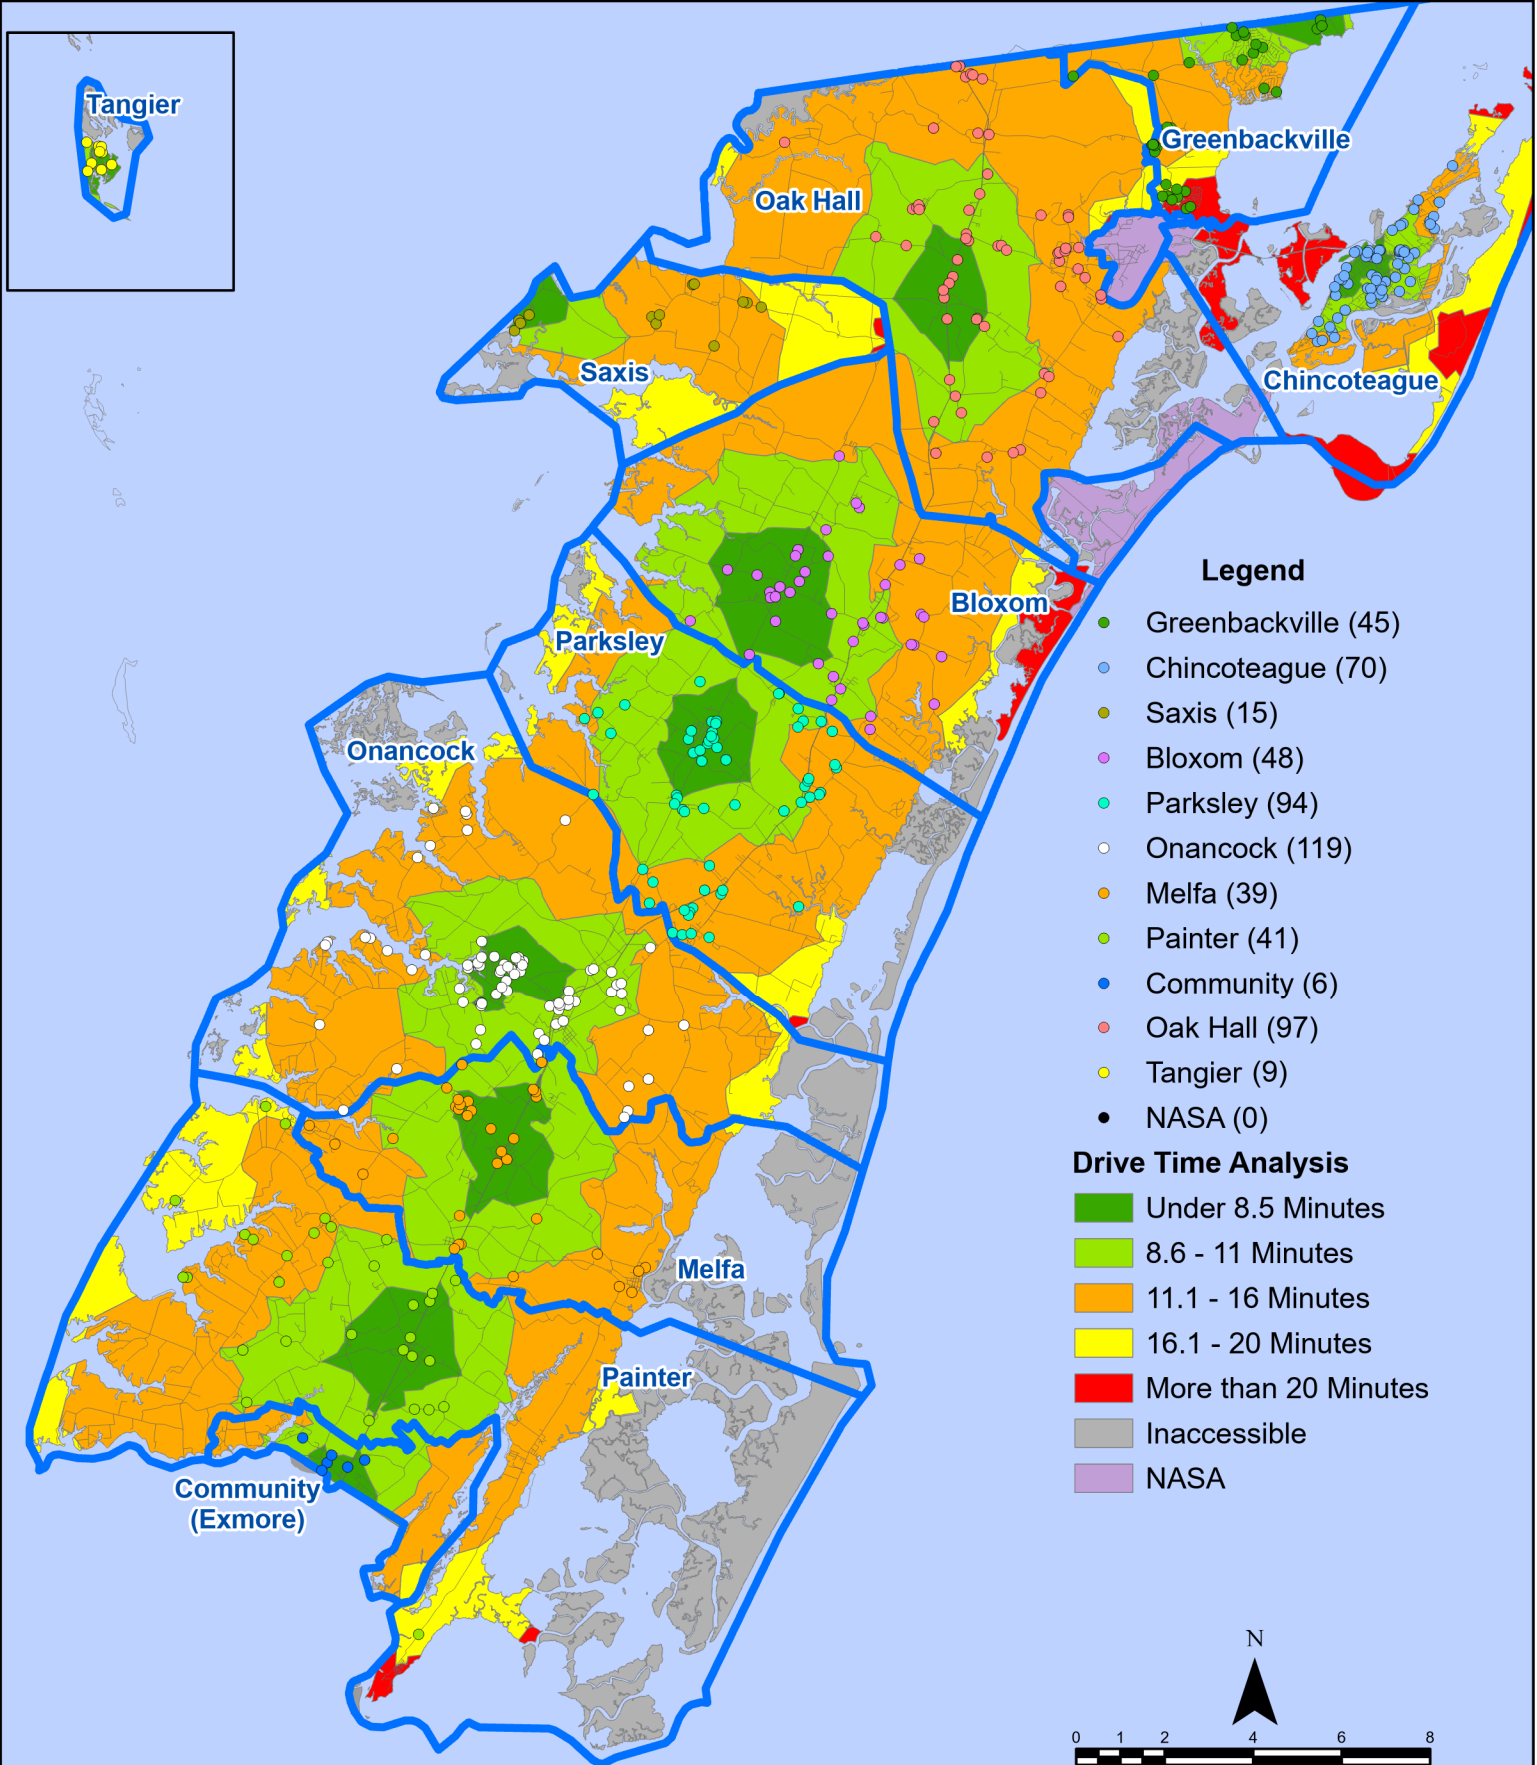 Tangier
Greenbackville
Oak Hall
Saxis
Chincoteague
Bloxom
Parksley
Onancock
Melfa
Painter
Community
(Exmore)
Legend
Greenbackville (45)
Chincoteague (70)
Saxis (15)
Bloxom (48)
Parksley (94)
Onancock (119)
Melfa (39)
Painter (41)
Community (6)
Oak Hall (97)
Tangier (9)
NASA (0)
Drive Time Analysis
Under 8.5 Minutes
8.6 - 11 Minutes
11.1 - 16 Minutes
16.1 - 20 Minutes
More than 20 Minutes
Inaccessible
NASA
N
0 1 2 4 6 8